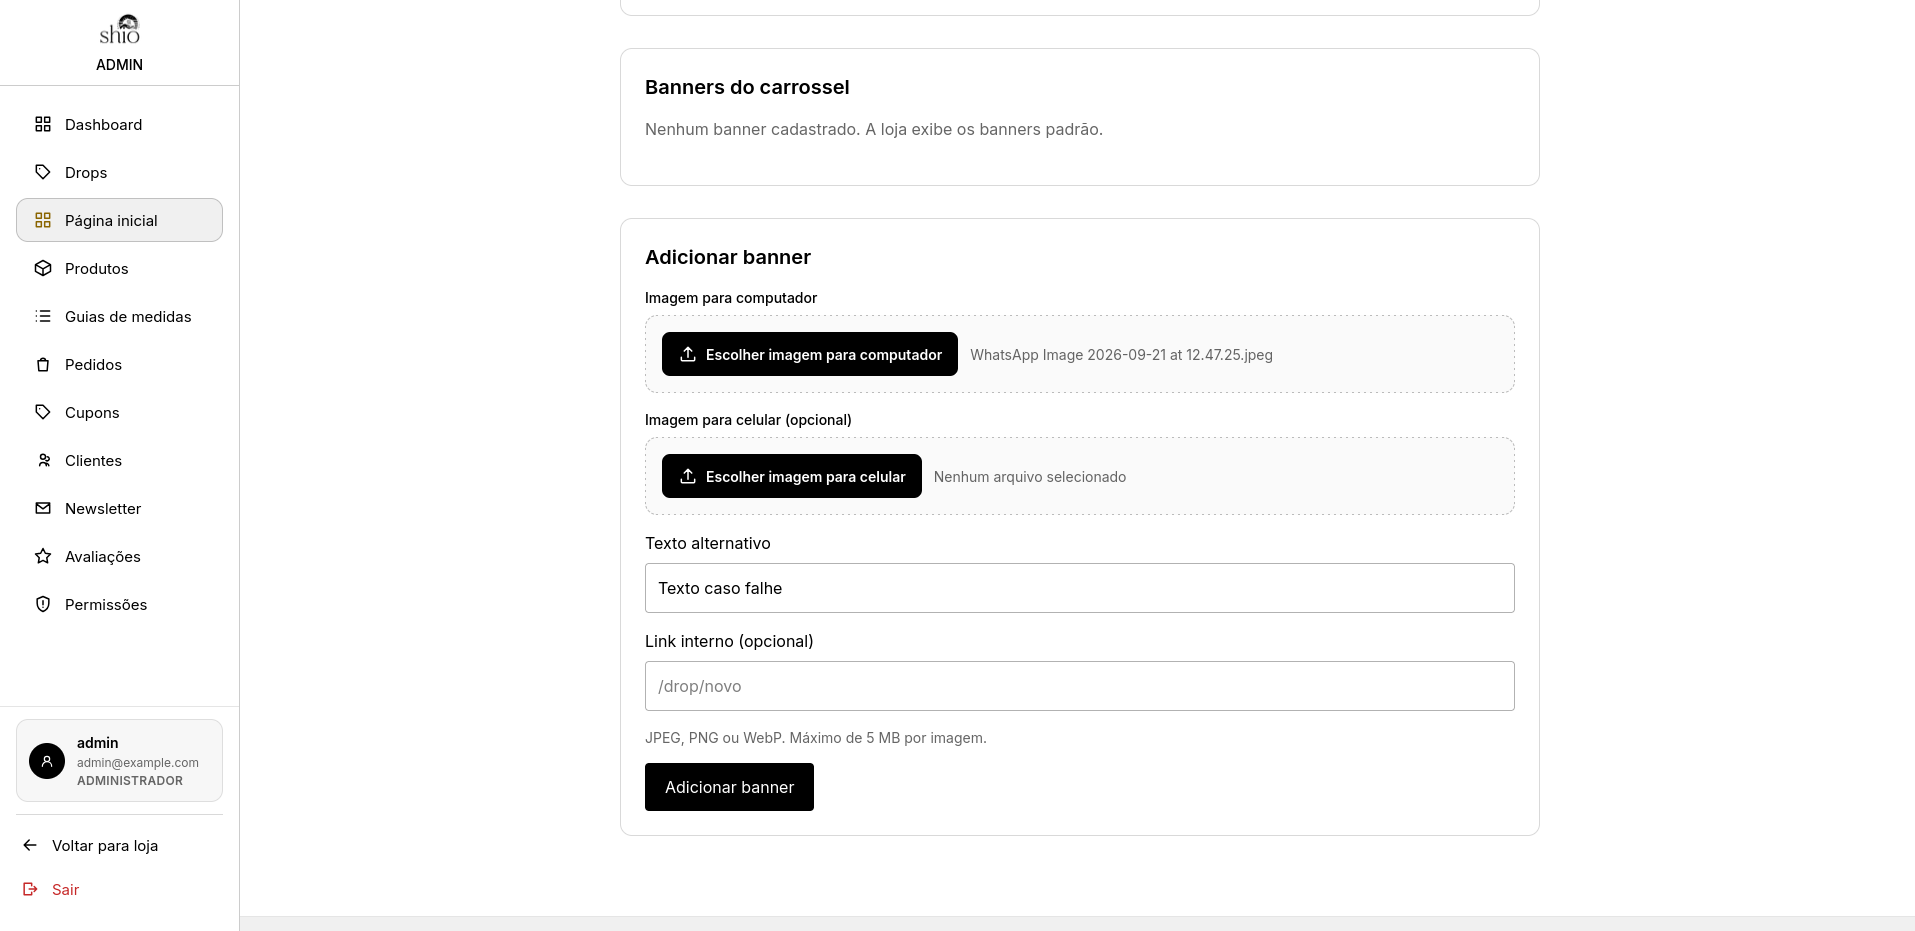 shio
ADMIN
Dashboard
Drops
Página inicial
Produtos
Guias de medidas
Pedidos
Cupons
Clientes
Newsletter
Avaliações
Permissões
admin
admin@example.com
ADMINISTRADOR
Voltar para loja
Sair
Banners do carrossel
Nenhum banner cadastrado. A loja exibe os banners padrão.
Adicionar banner
Imagem para computador
Escolher imagem para computador WhatsApp Image 2026-09-21 at 12.47.25.jpeg
Imagem para celular (opcional)
Escolher imagem para celular Nenhum arquivo selecionado
Texto alternativo
Texto caso falhe
Link interno (opcional)
/drop/novo
JPEG, PNG ou WebP. Máximo de 5 MB por imagem.
Adicionar banner